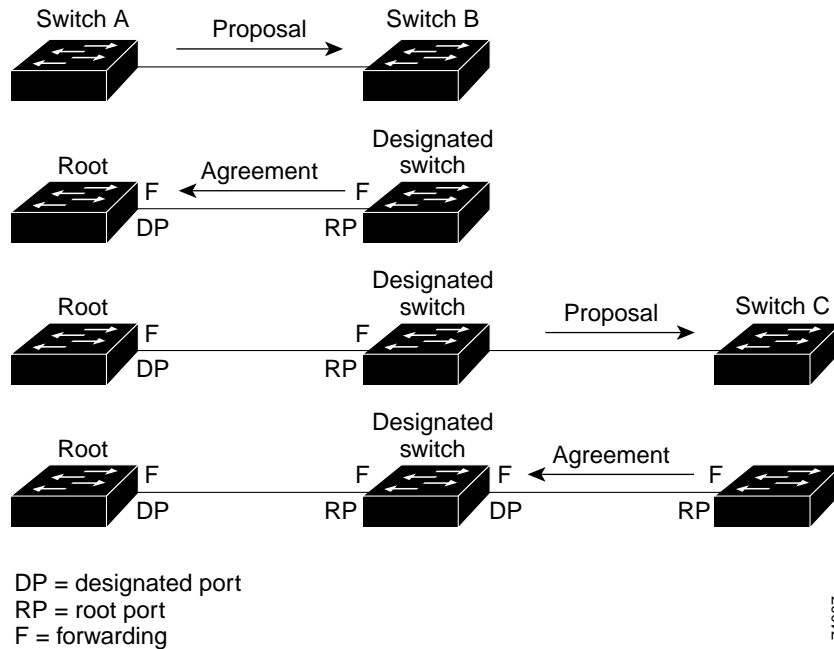 Switch A
Proposal
Switch B
Root
F
Agreement
F
Designated
switch
DP
RP
Root
F
F
Designated
switch
Proposal
Switch C
DP
RP
Root
F
F
Designated
switch
F
Agreement
F
DP
RP
DP
RP
DP = designated port
RP = root port
F = forwarding